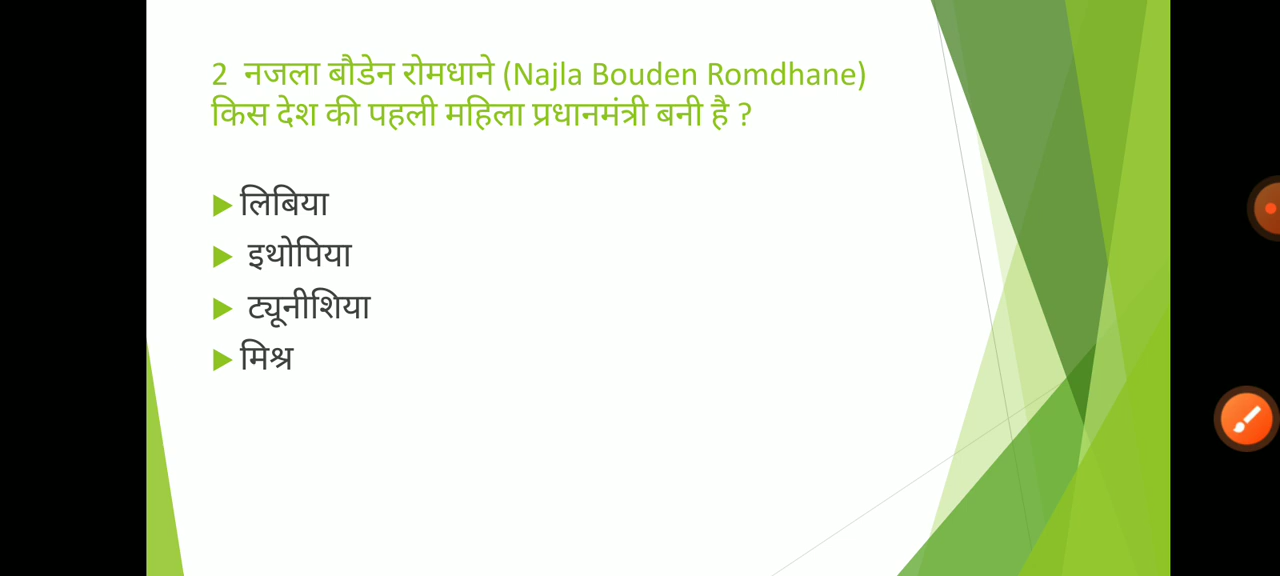 2 नजला बौडेन रोमधाने (Najla Bouden Romdhane)
किस देश की पहली महिला प्रधानमंत्री बनी है ?
लिबिया
इथोपिया
ट्यूनीशिया
मिश्र